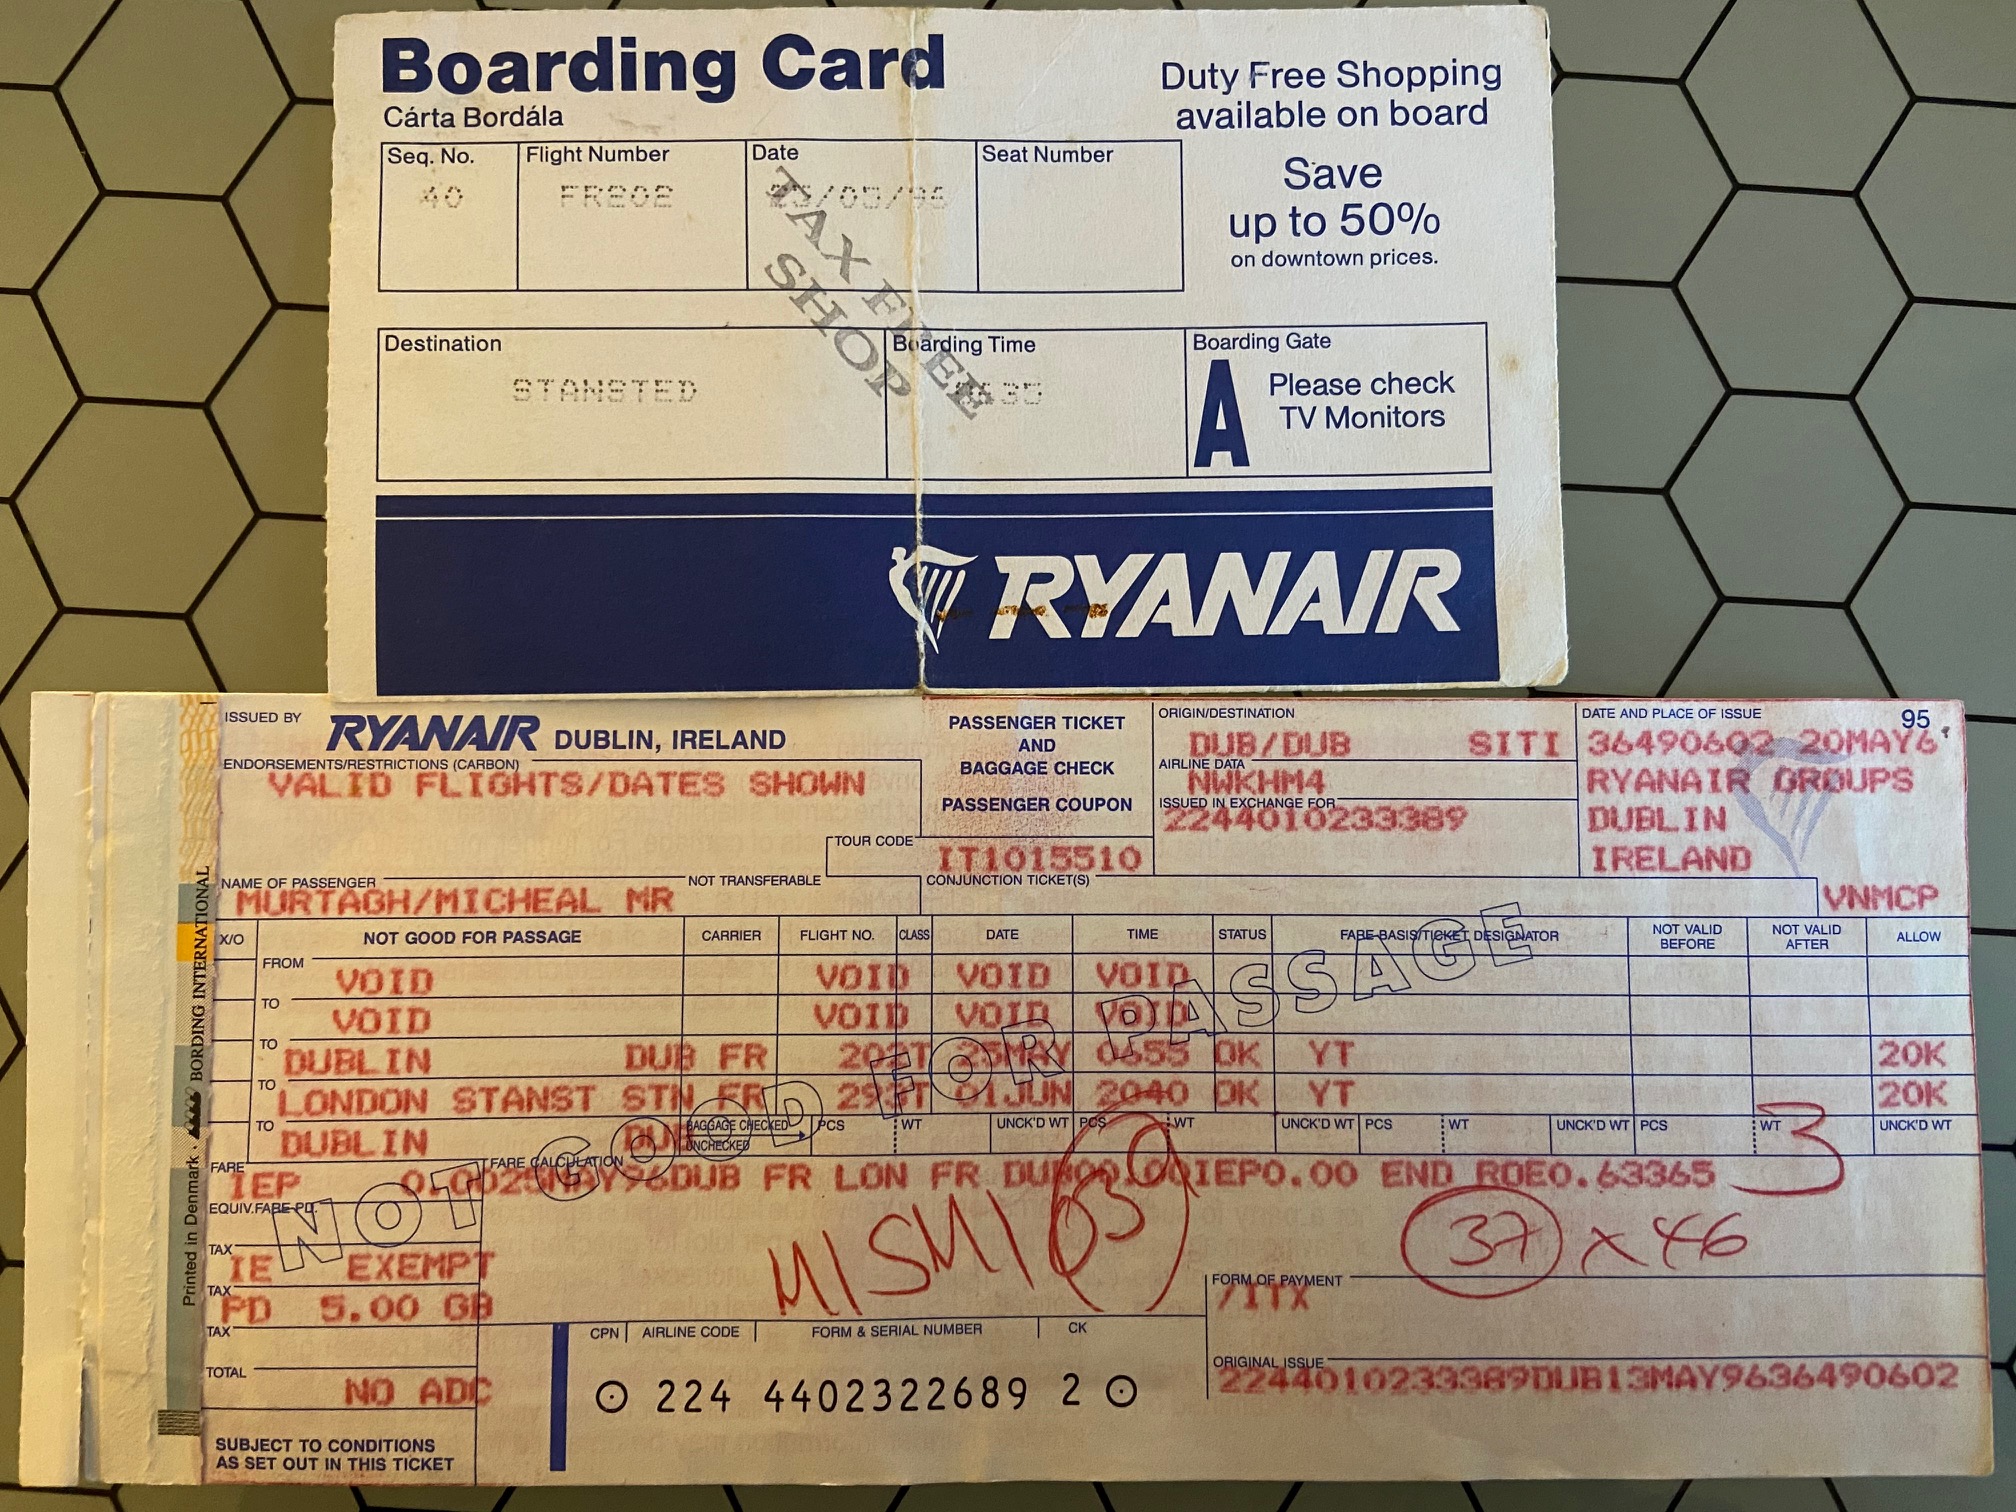 Boarding Card
Cárta Bordála
Duty Free Shopping
available on board
Save
up to 50%
on downtown prices.
Seq. No. Flight Number Date Seat Number
40 FR202 /05/96
TAX FREE
SHOP
Destination Boarding Time Boarding Gate
STANSTED A Please check
TV Monitors
RYANAIR
ISSUED BY RYANAIR DUBLIN, IRELAND
PASSENGER TICKET
AND
BAGGAGE CHECK
PASSENGER COUPON
ORIGIN/DESTINATION
DUB/DUB SITI
AIRLINE DATA
NWKHM4
ISSUED IN EXCHANGE FOR
2244010233389
DATE AND PLACE OF ISSUE 95
36490602 20MAY6
RYANAIR GROUPS
DUBLIN
IRELAND
VNMCP
ENDORSEMENTS/RESTRICTIONS (CARBON)
VALID FLIGHTS/DATES SHOWN
TOUR CODE
IT1015510
NAME OF PASSENGER NOT TRANSFERABLE CONJUNCTION TICKET(S)
MURTAGH/MICHEAL MR
X/O NOT GOOD FOR PASSAGE CARRIER FLIGHT NO. CLASS DATE TIME STATUS FARE BASIS/TICKET DESIGNATOR NOT VALID BEFORE NOT VALID AFTER ALLOW
FROM VOID VOID VOID VOID
TO VOID VOID VOID VOID
TO DUBLIN DUB FR 202T 25MAY 0655 OK YT 20K
TO LONDON STANST STN FR 293T 01JUN 2040 OK YT 20K
TO DUBLIN DUB BAGGAGE CHECKED UNCHECKED PCS WT UNCK'D WT PCS WT UNCK'D WT PCS WT UNCK'D WT PCS WT UNCK'D WT
NOT GOOD FOR PASSAGE
3
FARE FARE CALCULATION
IEP 25MAY96DUB FR LON FR DUB IEP0.00 END ROE0.63365
EQUIV.FARE PD.
37 x 46
TAX IE EXEMPT
TAX PD 5.00 GB
TAX
TOTAL NO ADC
FORM OF PAYMENT
/ITX
CPN AIRLINE CODE FORM & SERIAL NUMBER CK
224 4402322689 2
ORIGINAL ISSUE
2244010233389DUB13MAY9636490602
SUBJECT TO CONDITIONS
AS SET OUT IN THIS TICKET
Printed in Denmark BORDING INTERNATIONAL